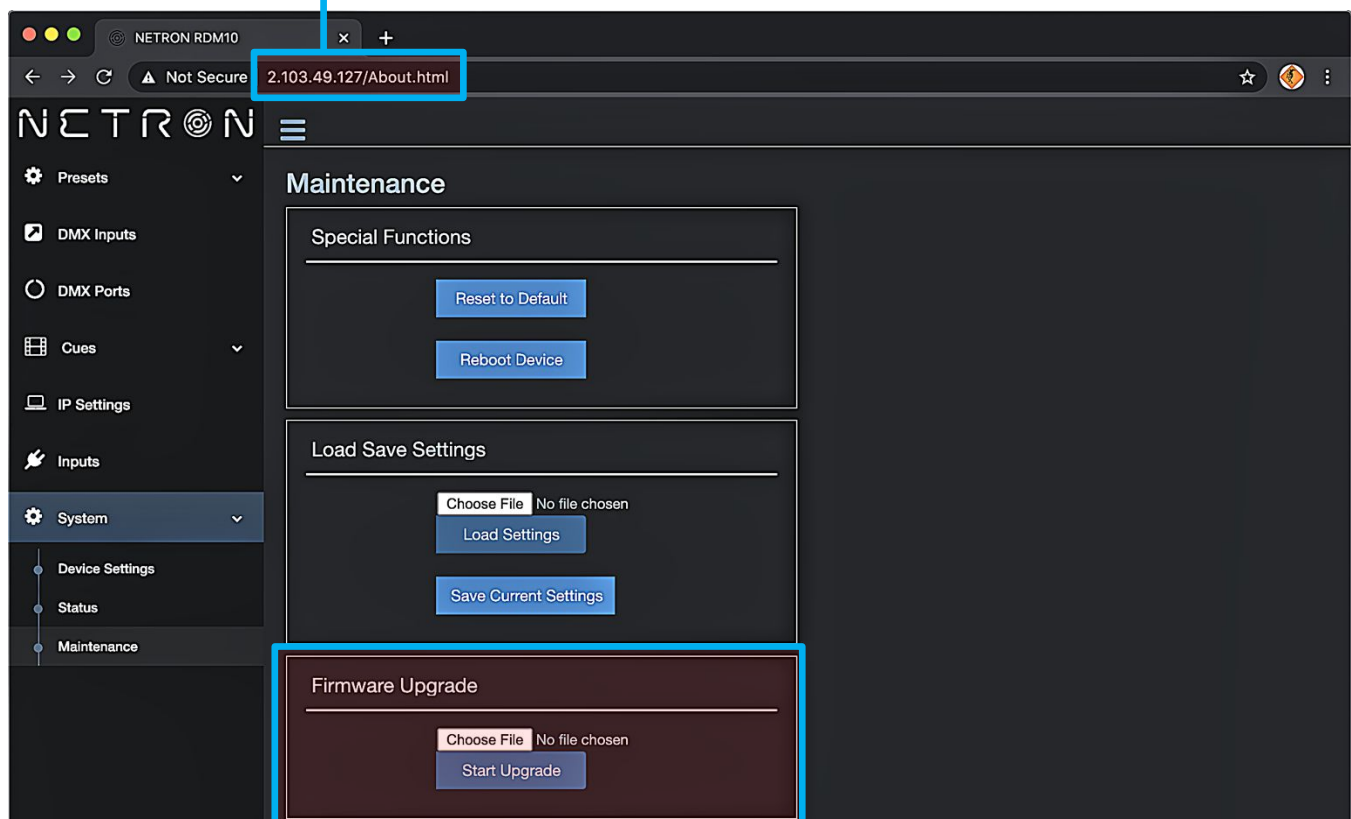 NETRON RDM10
Not Secure 2.103.49.127/About.html
NETRON
Presets
DMX Inputs
DMX Ports
Cues
IP Settings
Inputs
System
Device Settings
Status
Maintenance
Maintenance
Special Functions
Reset to Default
Reboot Device
Load Save Settings
Choose File No file chosen
Load Settings
Save Current Settings
Firmware Upgrade
Choose File No file chosen
Start Upgrade